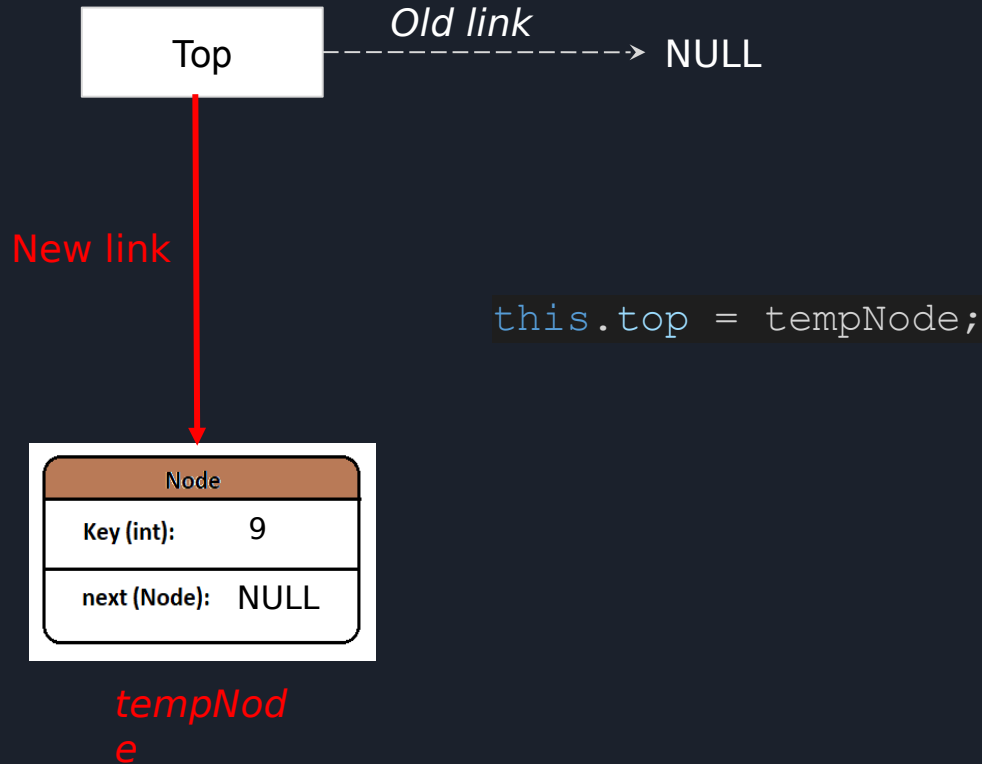 Old link
Top
NULL
New link
this.top = tempNode;
Node
Key (int): 9
next (Node): NULL
tempNod
e